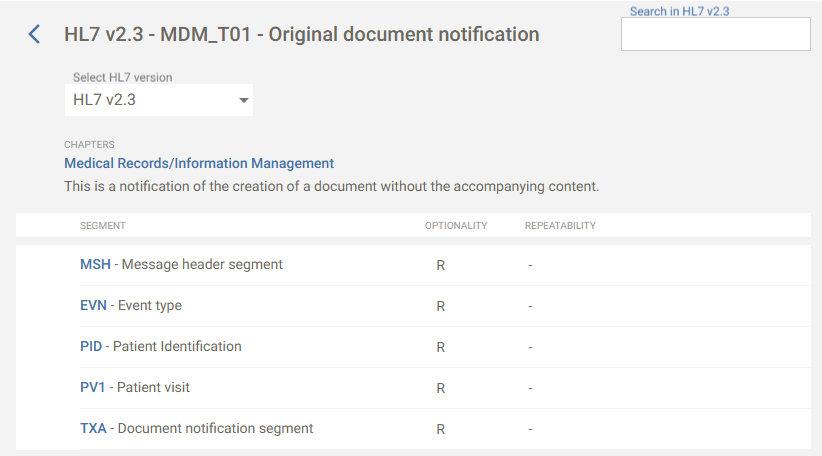 Search in HL7 v2.3
HL7 v2.3 - MDM_T01 - Original document notification
Select HL7 version
HL7 v2.3
CHAPTERS
Medical Records/Information Management
This is a notification of the creation of a document without the accompanying content.
SEGMENT OPTIONALITY REPEATABILITY
MSH - Message header segment R -
EVN - Event type R -
PID - Patient Identification R -
PV1 - Patient visit R -
TXA - Document notification segment R -